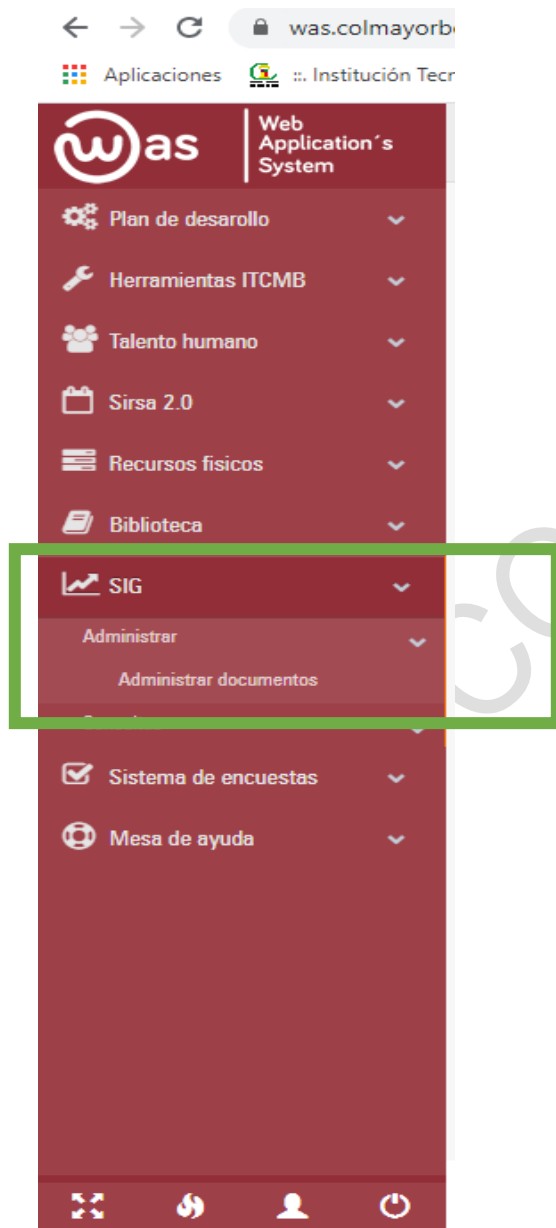 was.colmayorb
Aplicaciones ::. Institución Tecr
was Web
Application´s
System
Plan de desarollo
Herramientas ITCMB
Talento humano
Sirsa 2.0
Recursos fisicos
Biblioteca
SIG
Administrar
Administrar documentos
Sistema de encuestas
Mesa de ayuda